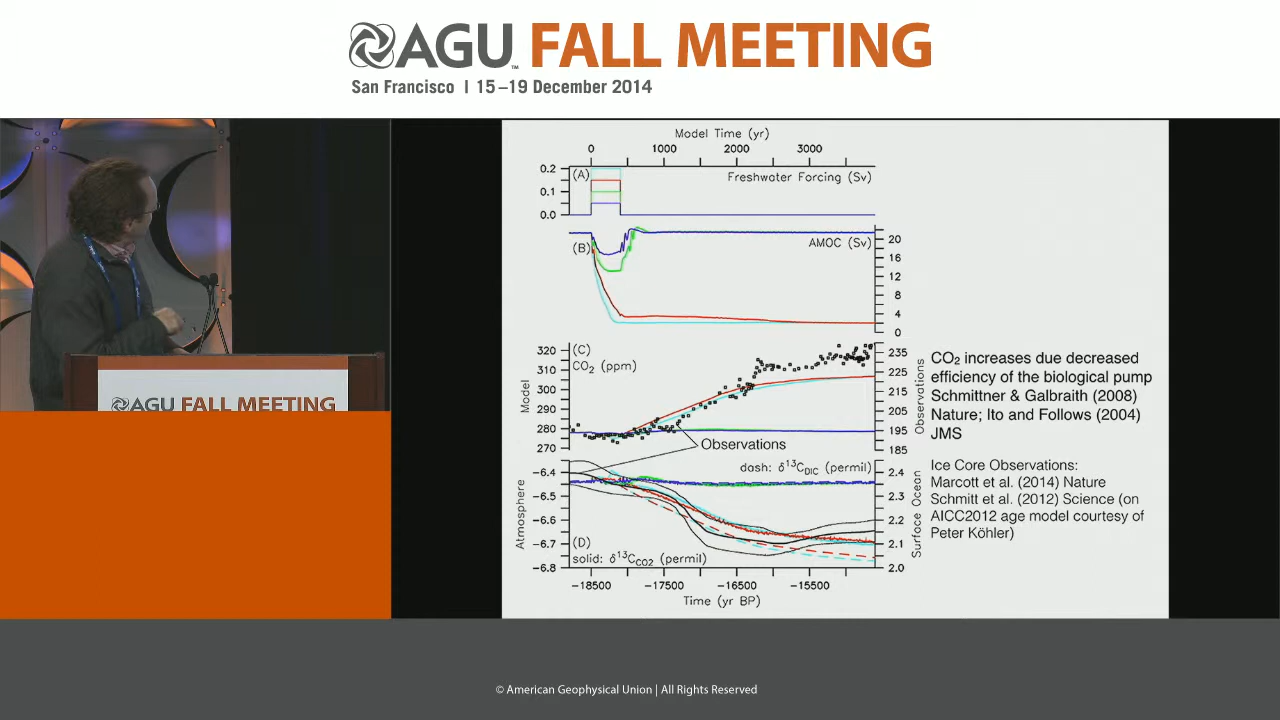 AGU FALL MEETING
San Francisco | 15–19 December 2014
Model Time (yr)
0 1000 2000 3000
0.2
0.1
0.0
(A)
Freshwater Forcing (Sv)
(B)
AMOC (Sv)
20
16
12
8
4
0
320
310
300
290
280
270
Model
(C)
CO₂ (ppm)
235
225
215
205
195
185
Observations
Observations
dash: δ¹³C_DIC (permil)
-6.4
-6.5
-6.6
-6.7
-6.8
Atmosphere
(D)
solid: δ¹³C_CO2 (permil)
2.4
2.3
2.2
2.1
2.0
Surface Ocean
-18500 -17500 -16500 -15500
Time (yr BP)
CO₂ increases due decreased
efficiency of the biological pump
Schmittner & Galbraith (2008)
Nature; Ito and Follows (2004)
JMS
Ice Core Observations:
Marcott et al. (2014) Nature
Schmitt et al. (2012) Science (on
AICC2012 age model courtesy of
Peter Köhler)
AGU FALL MEETING
© American Geophysical Union | All Rights Reserved